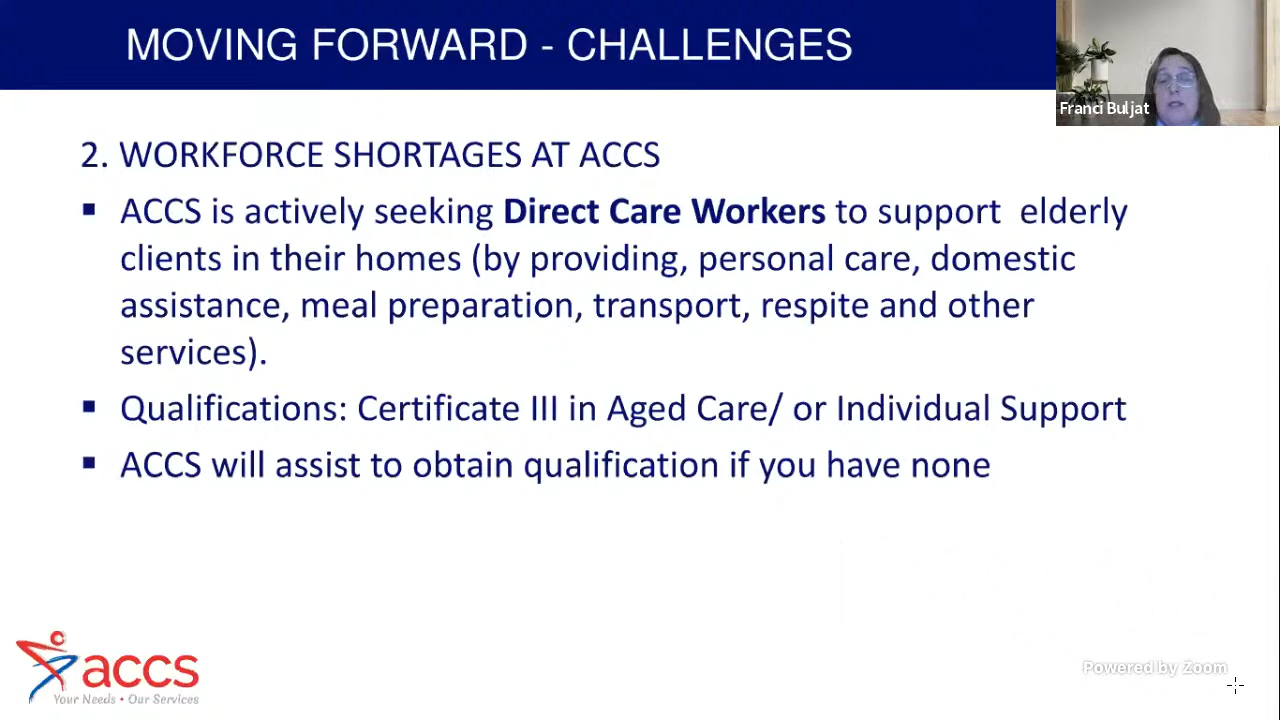 MOVING FORWARD - CHALLENGES
Franci Buljat
2. WORKFORCE SHORTAGES AT ACCS
▪ ACCS is actively seeking Direct Care Workers to support  elderly
clients in their homes (by providing, personal care, domestic
assistance, meal preparation, transport, respite and other
services).
▪ Qualifications: Certificate III in Aged Care/ or Individual Support
▪ ACCS will assist to obtain qualification if you have none
accs
Your Needs • Our Services
Powered by Zoom